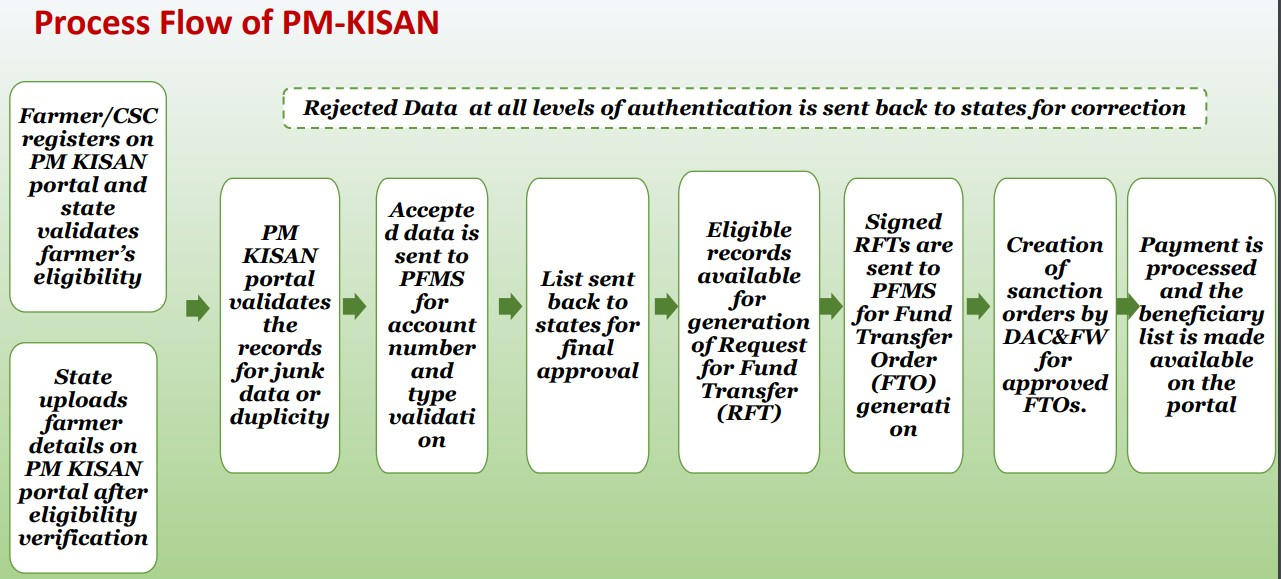 Process Flow of PM-KISAN
Farmer/CSC
registers on
PM KISAN
portal and
state
validates
farmer's
eligibility
State
uploads
farmer
details on
PM KISAN
portal after
eligibility
verification
Rejected Data at all levels of authentication is sent back to states for correction
PM
KISAN
portal
validates
the
records
for junk
data or
duplicity
Accepte
d data is
sent to
PFMS
for
account
number
and
type
validati
on
List sent
back to
states for
final
approval
Eligible
records
available
for
generation
of Request
for Fund
Transfer
(RFT)
Signed
RFTs are
sent to
PFMS
for Fund
Transfer
Order
(FTO)
generati
on
Creation
of
sanction
orders by
DAC&FW
for
approved
FTOs.
Payment is
processed
and the
beneficiary
list is made
available
on the
portal